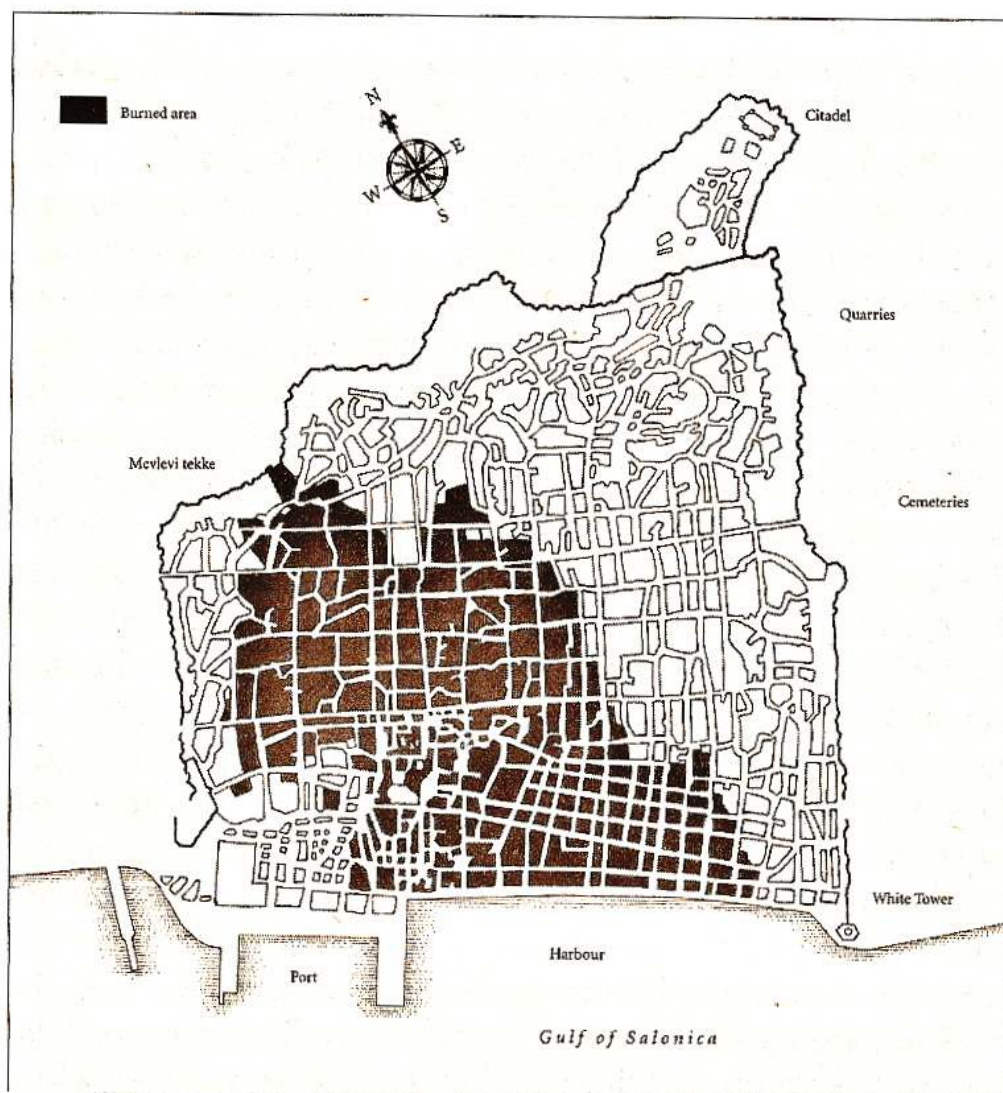 Burned area
N
E
W
S
Citadel
Quarries
Mevlevi tekke
Cemeteries
White Tower
Harbour
Port
Gulf of Salonica